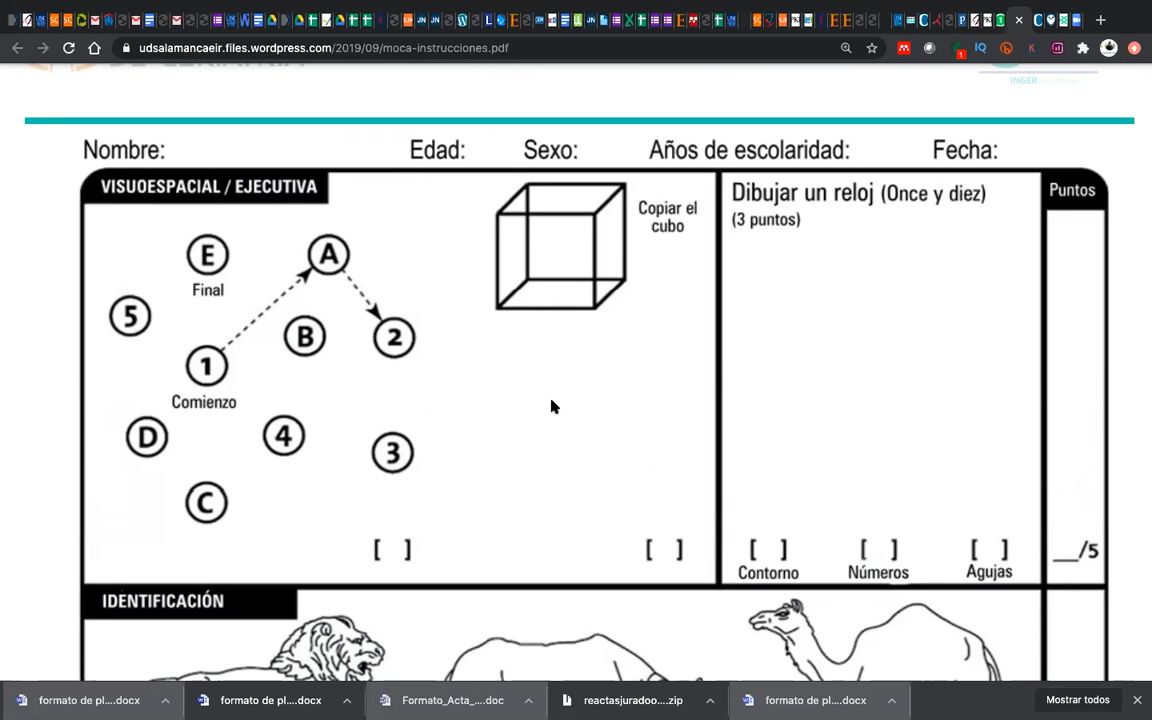 udsalamancaeir.files.wordpress.com/2019/09/moca-instrucciones.pdf
INGER
Nombre: Edad: Sexo: Años de escolaridad: Fecha:
VISUOESPACIAL / EJECUTIVA
E
Final
A
5
B
2
1
Comienzo
D
4
3
C
[ ]
Copiar el
cubo
[ ]
Dibujar un reloj (Once y diez)
(3 puntos)
[ ] [ ] [ ]
Contorno Números Agujas
Puntos
__/5
IDENTIFICACIÓN
formato de pl....docx formato de pl....docx Formato_Acta_....doc reactasjuradoo....zip formato de pl....docx Mostrar todos